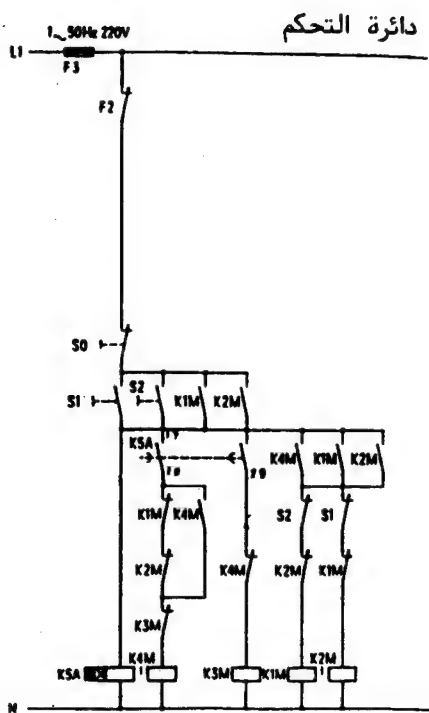 دائرة التحكم
1~50Hz 220V
L1
F3
F2
S0
S1
S2
K1M
K2M
K5A
K4M
K1M
K2M
K1M
K4M
S2
S1
K2M
K4M
K2M
K1M
K3M
K5A
K4M
K3M
K1M
K2M
N